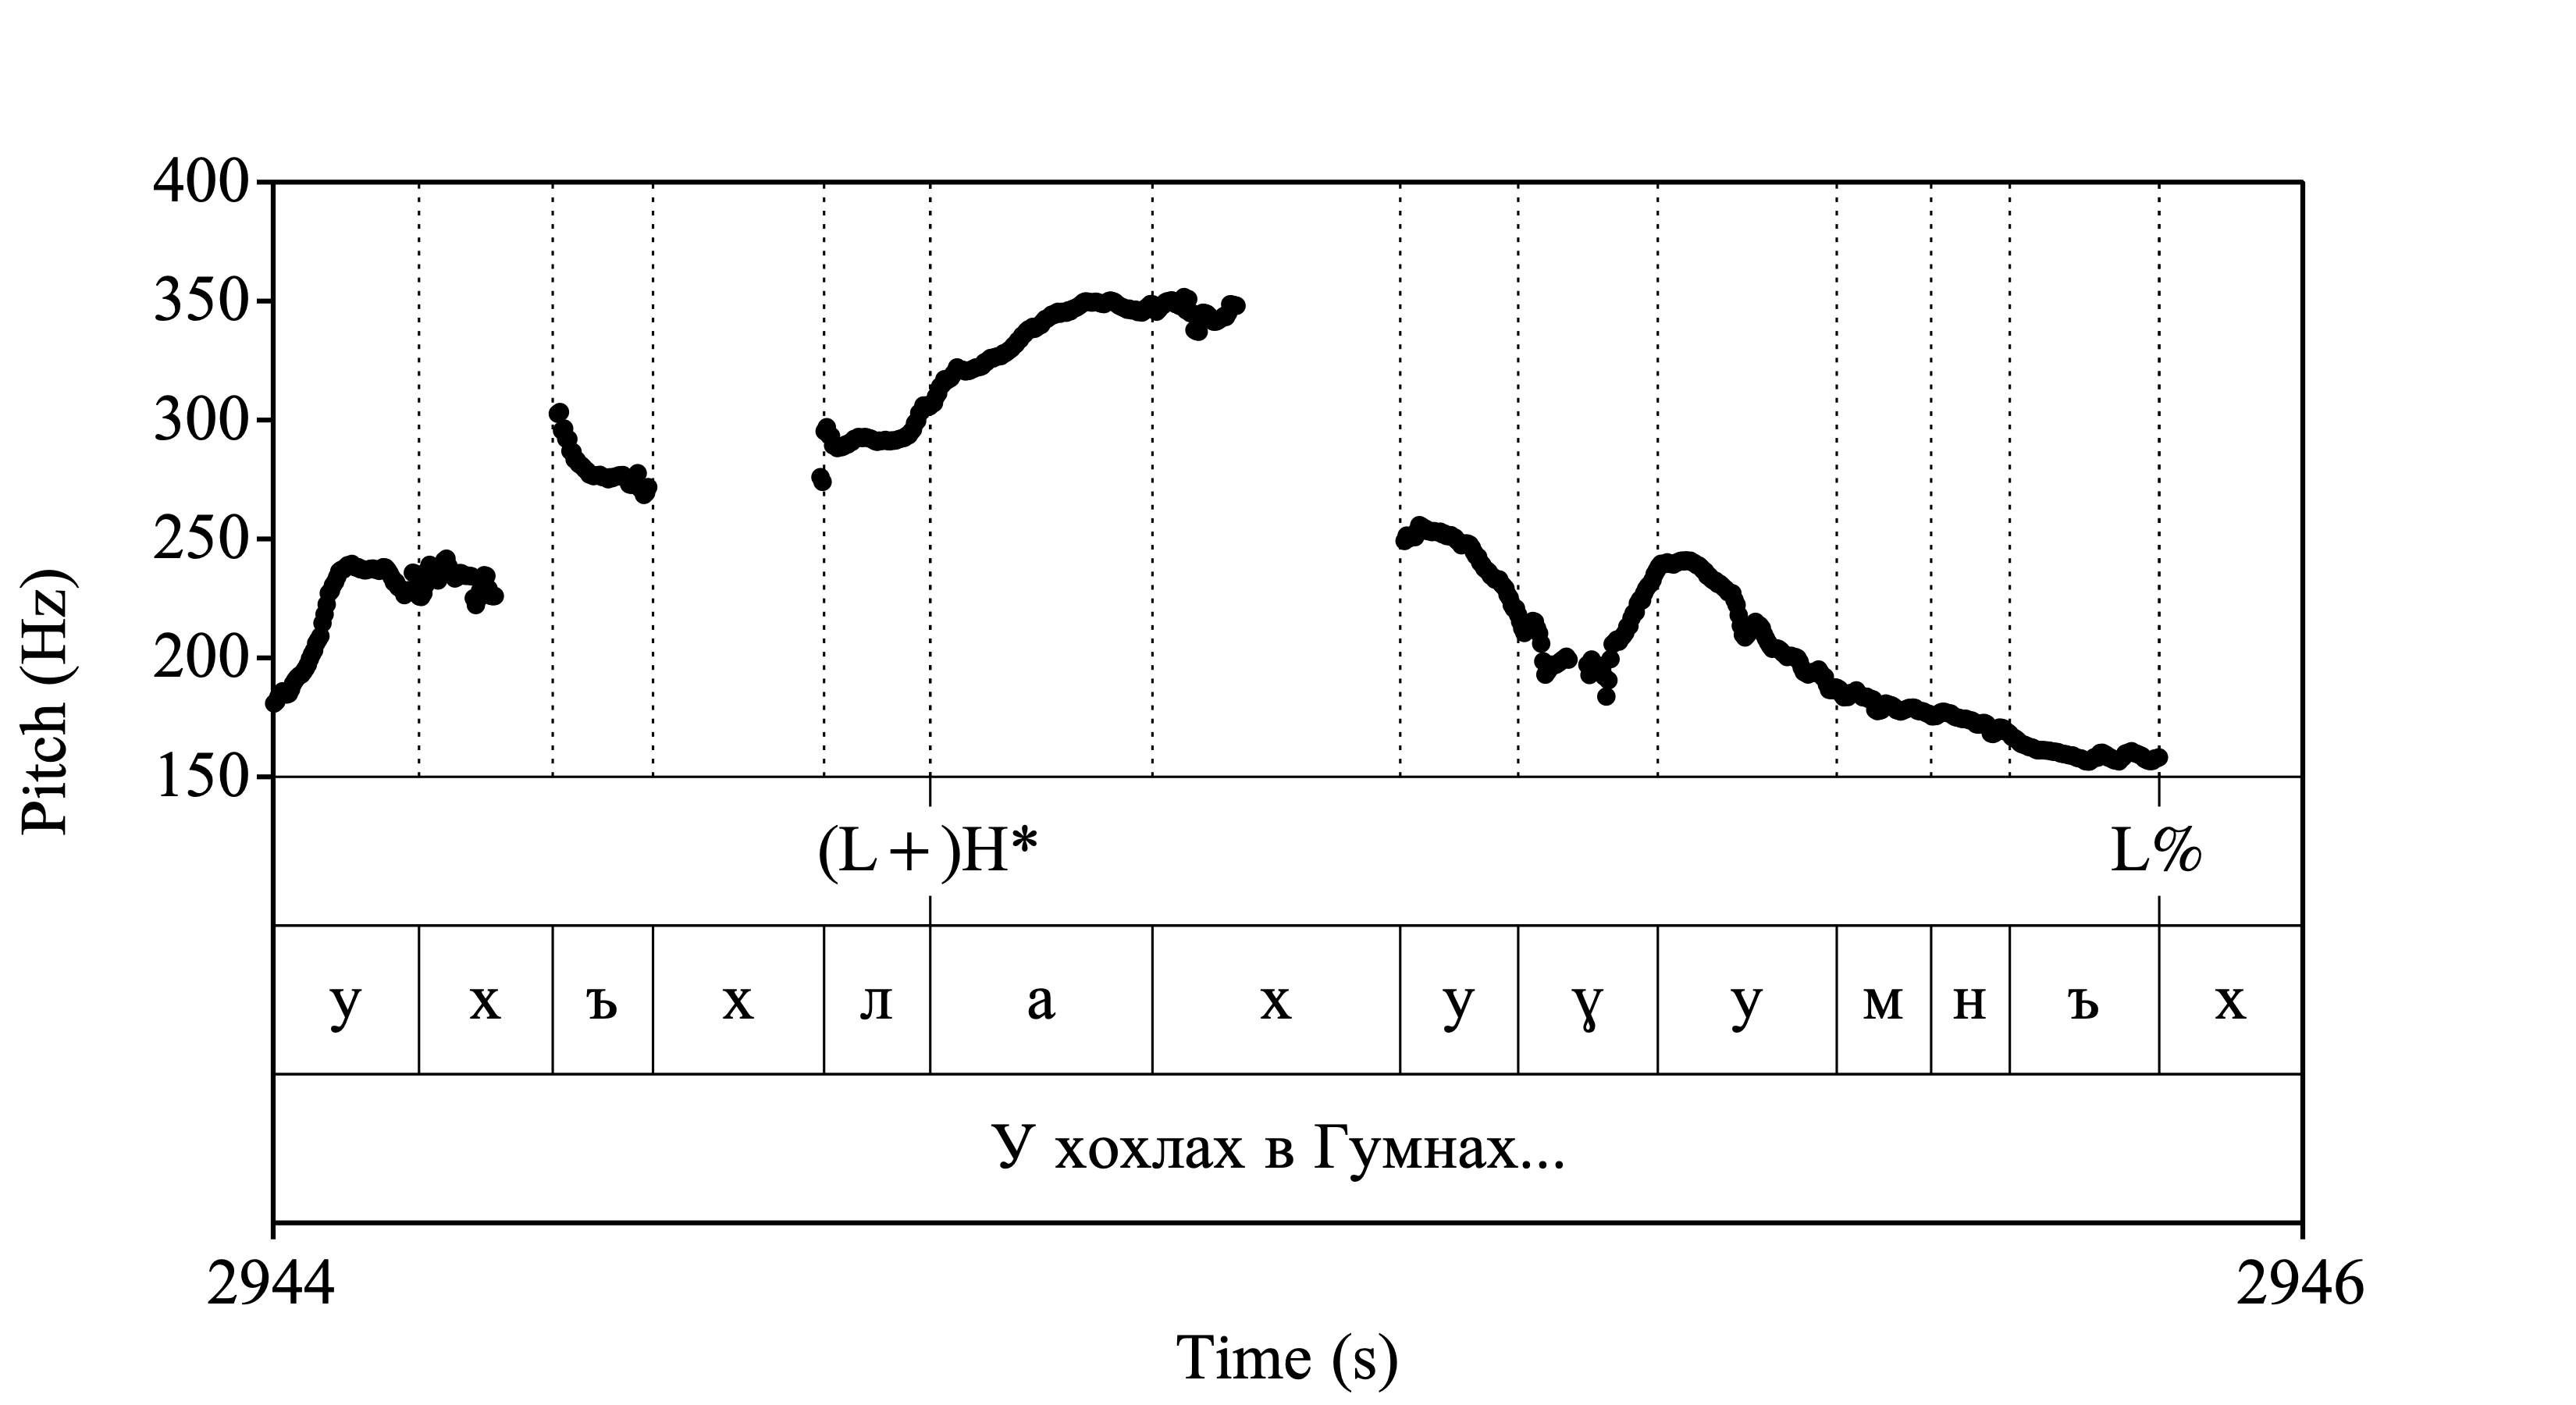 400
350
300
250
200
150
Pitch (Hz)
(L+)H* L%
у х ъ х л а х у ɣ у м н ъ х
У хохлах в Гумнах...
2944 2946
Time (s)